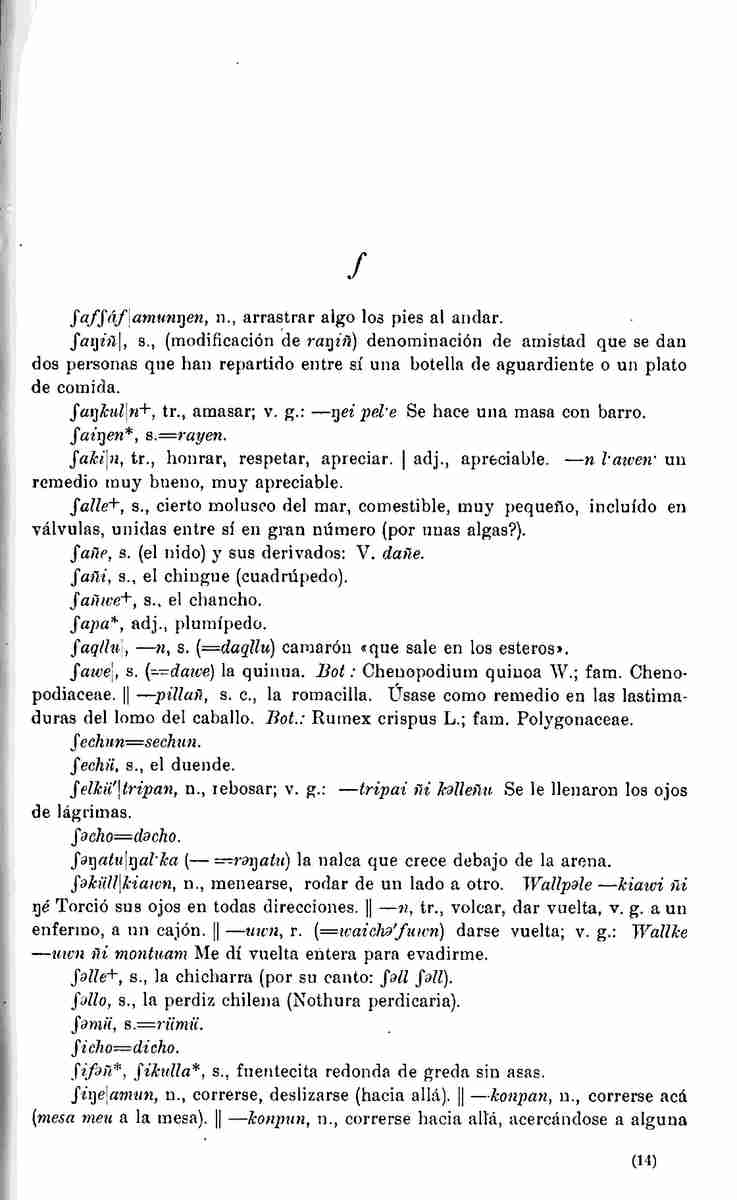 ʃ
ʃafʃáf|amunŋen, n., arrastrar algo los pies al andar.
ʃaŋiñ|, s., (modificación de raŋiñ) denominación de amistad que se dan
dos personas que han repartido entre sí una botella de aguardiente o un plato
de comida.
ʃaŋkul|n+, tr., amasar; v. g.: —ŋei pel·e Se hace una masa con barro.
ʃaiŋen*, s.=rayen.
ʃaki|n, tr., honrar, respetar, apreciar. | adj., apreciable. —n l·awen· un
remedio muy bueno, muy apreciable.
ʃalle+, s., cierto molusco del mar, comestible, muy pequeño, incluído en
válvulas, unidas entre sí en gran número (por unas algas?).
ʃañe, s. (el nido) y sus derivados: V. dañe.
ʃañi, s., el chingue (cuadrúpedo).
ʃañwe+, s., el chancho.
ʃapa*, adj., plumípedo.
ʃaqllu|, —n, s. (=daqllu) camarón «que sale en los esteros».
ʃawe|, s. (=dawe) la quinua. Bot: Chenopodium quinoa W.; fam. Cheno-
podiaceae. || —pillañ, s. c., la romacilla. Úsase como remedio en las lastima-
duras del lomo del caballo. Bot.: Rumex crispus L.; fam. Polygonaceae.
ʃechun=sechun.
ʃechü, s., el duende.
ʃelkü'|tripan, n., rebosar; v. g.: —tripai ñi kəlleñu Se le llenaron los ojos
de lágrimas.
ʃəcho=dəcho.
ʃəŋatu|ŋal·ka (— =rəŋatu) la nalca que crece debajo de la arena.
ʃəküll|kiawn, n., menearse, rodar de un lado a otro. Wallpəle —kiawi ñi
ŋé Torció sus ojos en todas direcciones. || —n, tr., volcar, dar vuelta, v. g. a un
enfermo, a un cajón. || —uwn, r. (=waichə'fuwn) darse vuelta; v. g.: Wallke
—uwn ñi montuam Me dí vuelta entera para evadirme.
ʃəlle+, s., la chicharra (por su canto: ʃəll ʃəll).
ʃəllo, s., la perdiz chilena (Nothura perdicaria).
ʃəmü, s.=rümü.
ʃicho=dicho.
ʃifəñ*, ʃikulla*, s., fuentecita redonda de greda sin asas.
ʃiŋe|amun, n., correrse, deslizarse (hacia allá). || —konpan, n., correrse acá
(mesa meu a la mesa). || —konpun, n., correrse hacia allá, acercándose a alguna
(14)